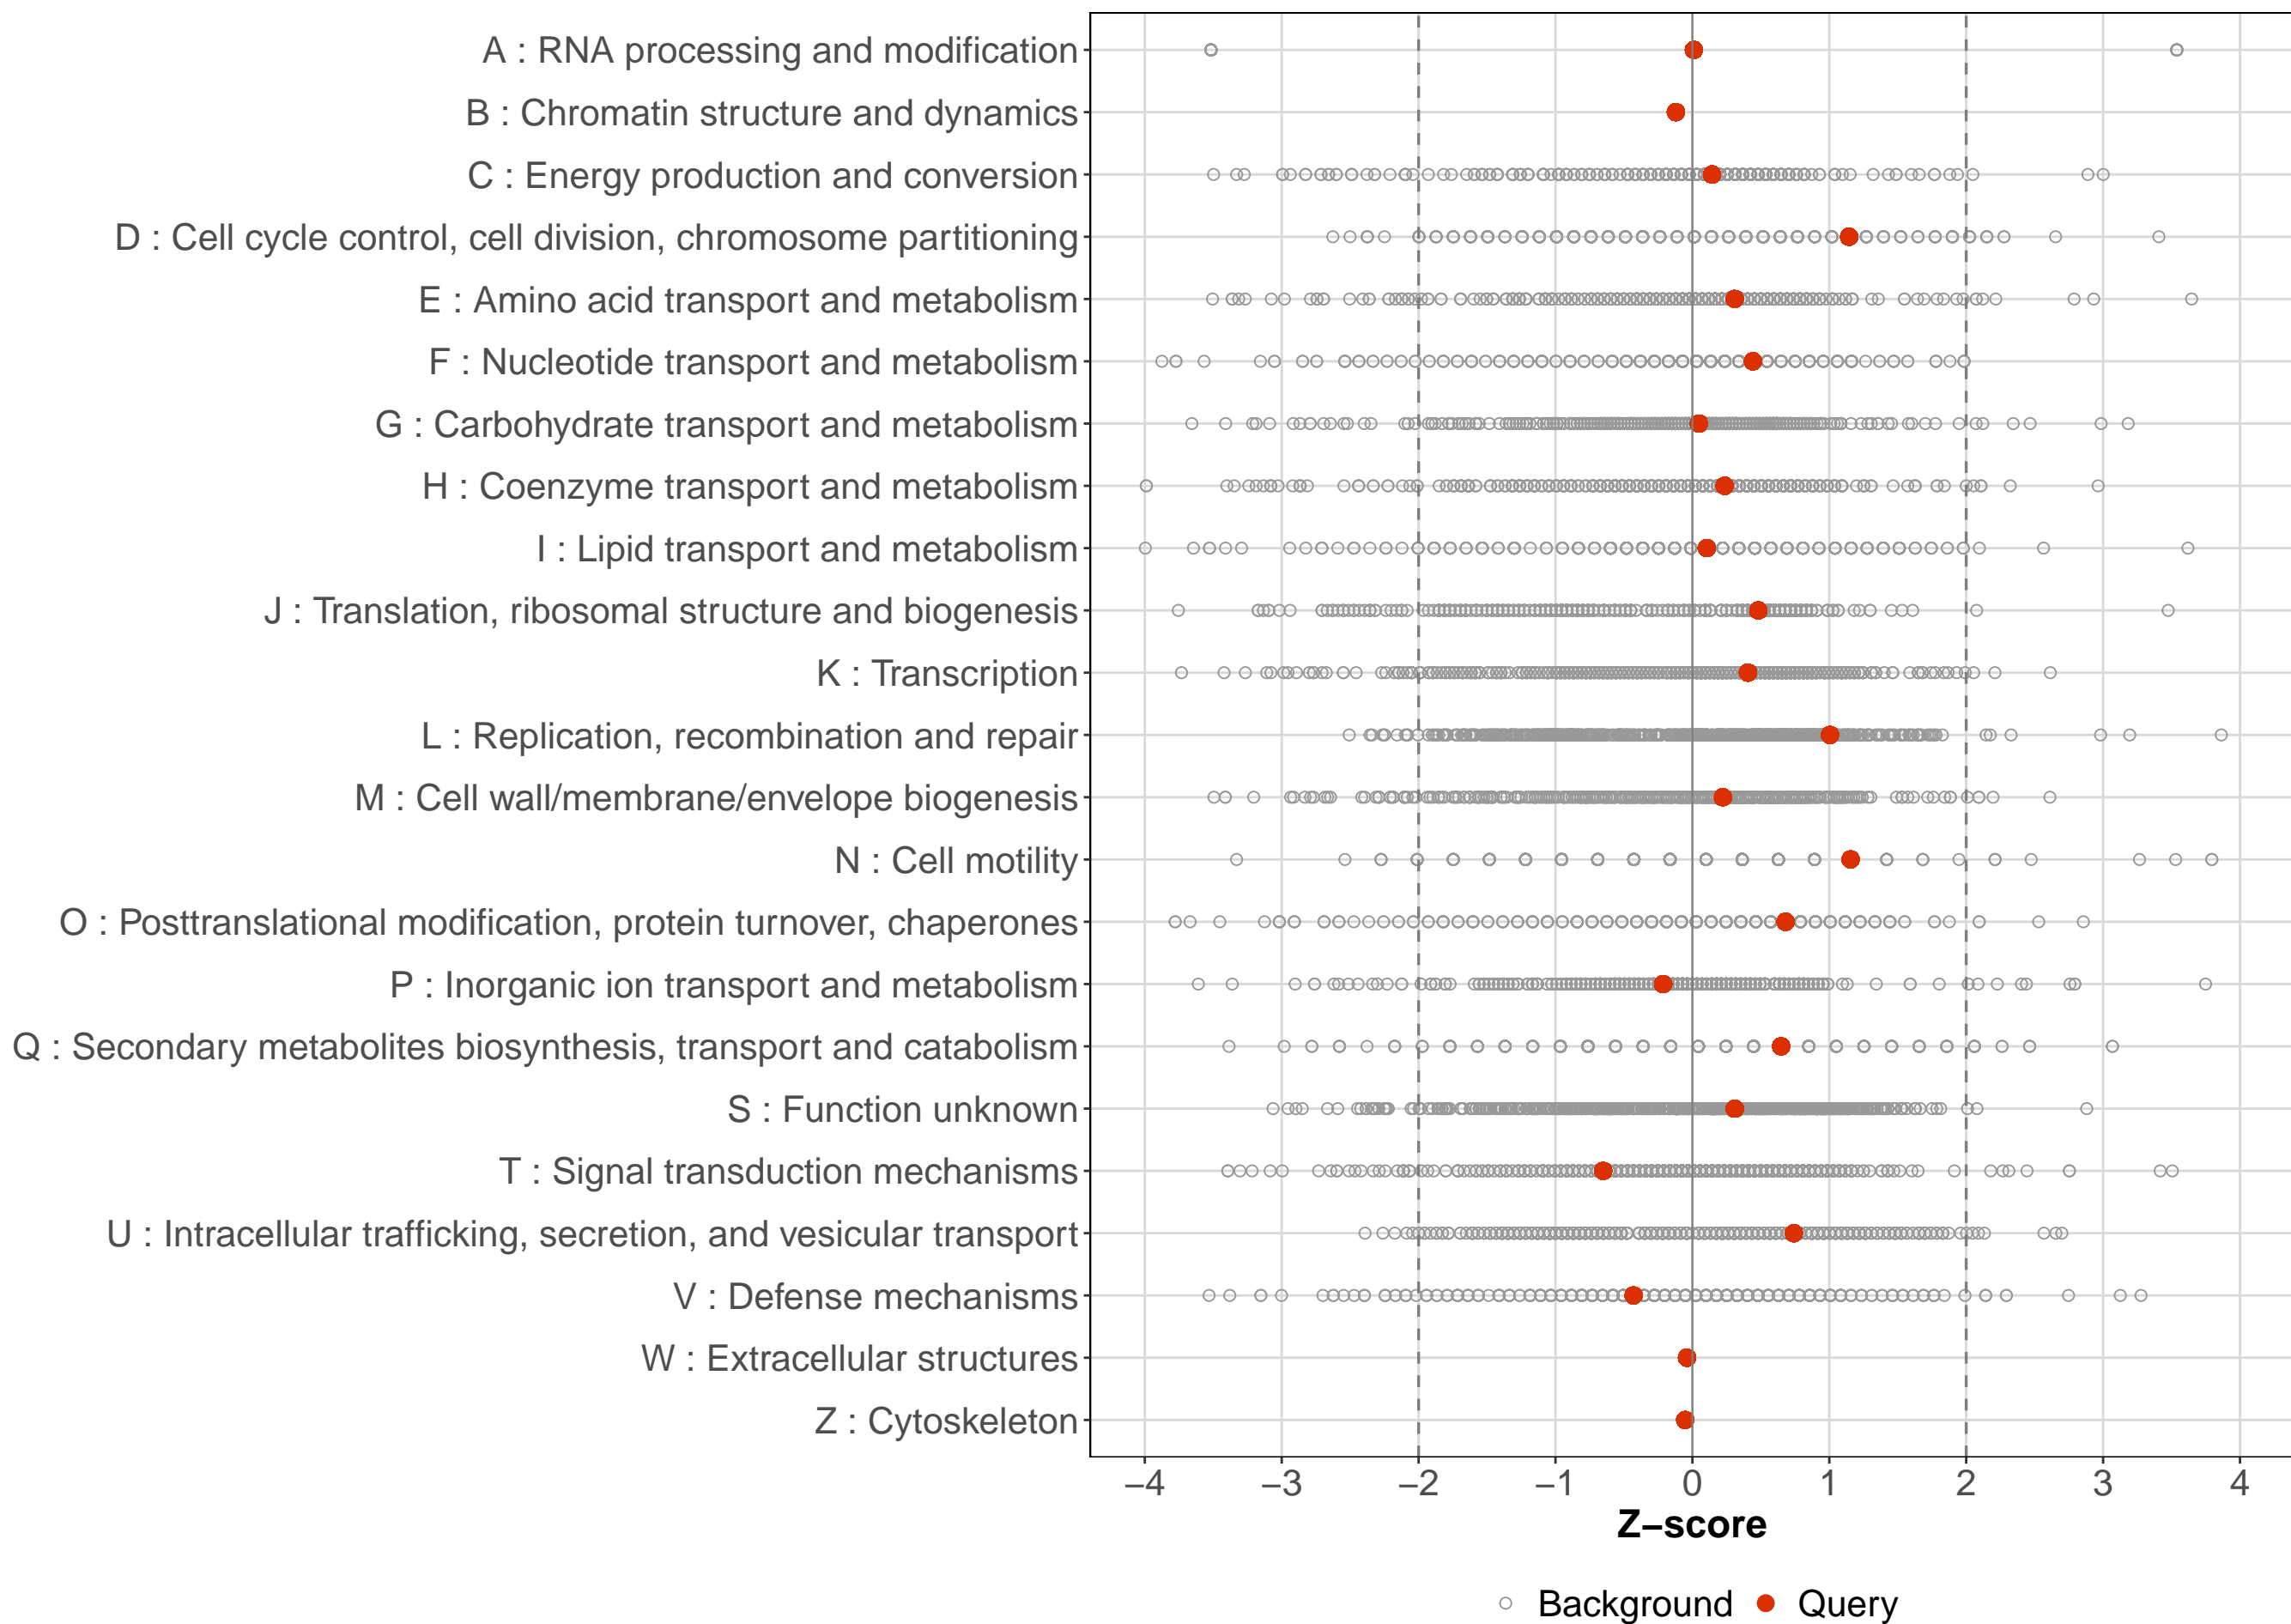 A : RNA processing and modification
B : Chromatin structure and dynamics
C : Energy production and conversion
D : Cell cycle control, cell division, chromosome partitioning
E : Amino acid transport and metabolism
F : Nucleotide transport and metabolism
G : Carbohydrate transport and metabolism
H : Coenzyme transport and metabolism
I : Lipid transport and metabolism
J : Translation, ribosomal structure and biogenesis
K : Transcription
L : Replication, recombination and repair
M : Cell wall/membrane/envelope biogenesis
N : Cell motility
O : Posttranslational modification, protein turnover, chaperones
P : Inorganic ion transport and metabolism
Q : Secondary metabolites biosynthesis, transport and catabolism
S : Function unknown
T : Signal transduction mechanisms
U : Intracellular trafficking, secretion, and vesicular transport
V : Defense mechanisms
W : Extracellular structures
Z : Cytoskeleton
−4 −3 −2 −1 0 1 2 3 4
Z−score
Background Query